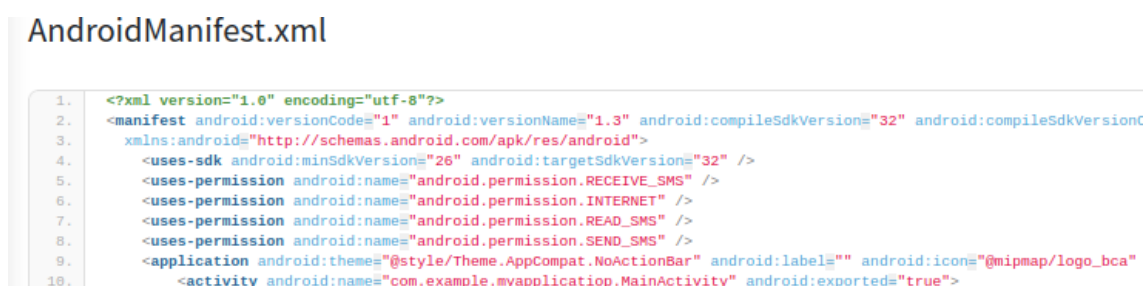 AndroidManifest.xml
1. <?xml version="1.0" encoding="utf-8"?>
2. <manifest android:versionCode="1" android:versionName="1.3" android:compileSdkVersion="32" android:compileSdkVersionC
3. xmlns:android="http://schemas.android.com/apk/res/android">
4. <uses-sdk android:minSdkVersion="26" android:targetSdkVersion="32" />
5. <uses-permission android:name="android.permission.RECEIVE_SMS" />
6. <uses-permission android:name="android.permission.INTERNET" />
7. <uses-permission android:name="android.permission.READ_SMS" />
8. <uses-permission android:name="android.permission.SEND_SMS" />
9. <application android:theme="@style/Theme.AppCompat.NoActionBar" android:label="" android:icon="@mipmap/logo_bca"
10. <activity android:name="com.example.myapplication.MainActivity" android:exported="true">